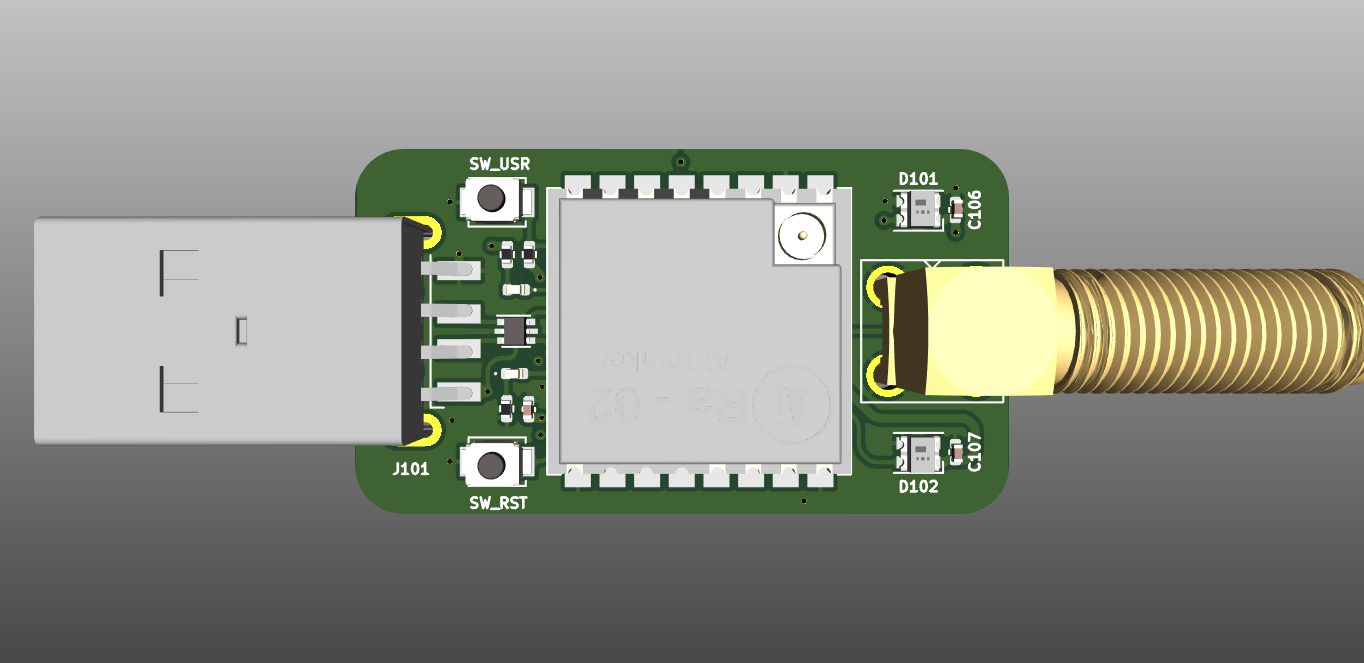 SW_USR
D101
C106
Ai Thinker
Ra - 02
J101
C107
SW_RST
D102